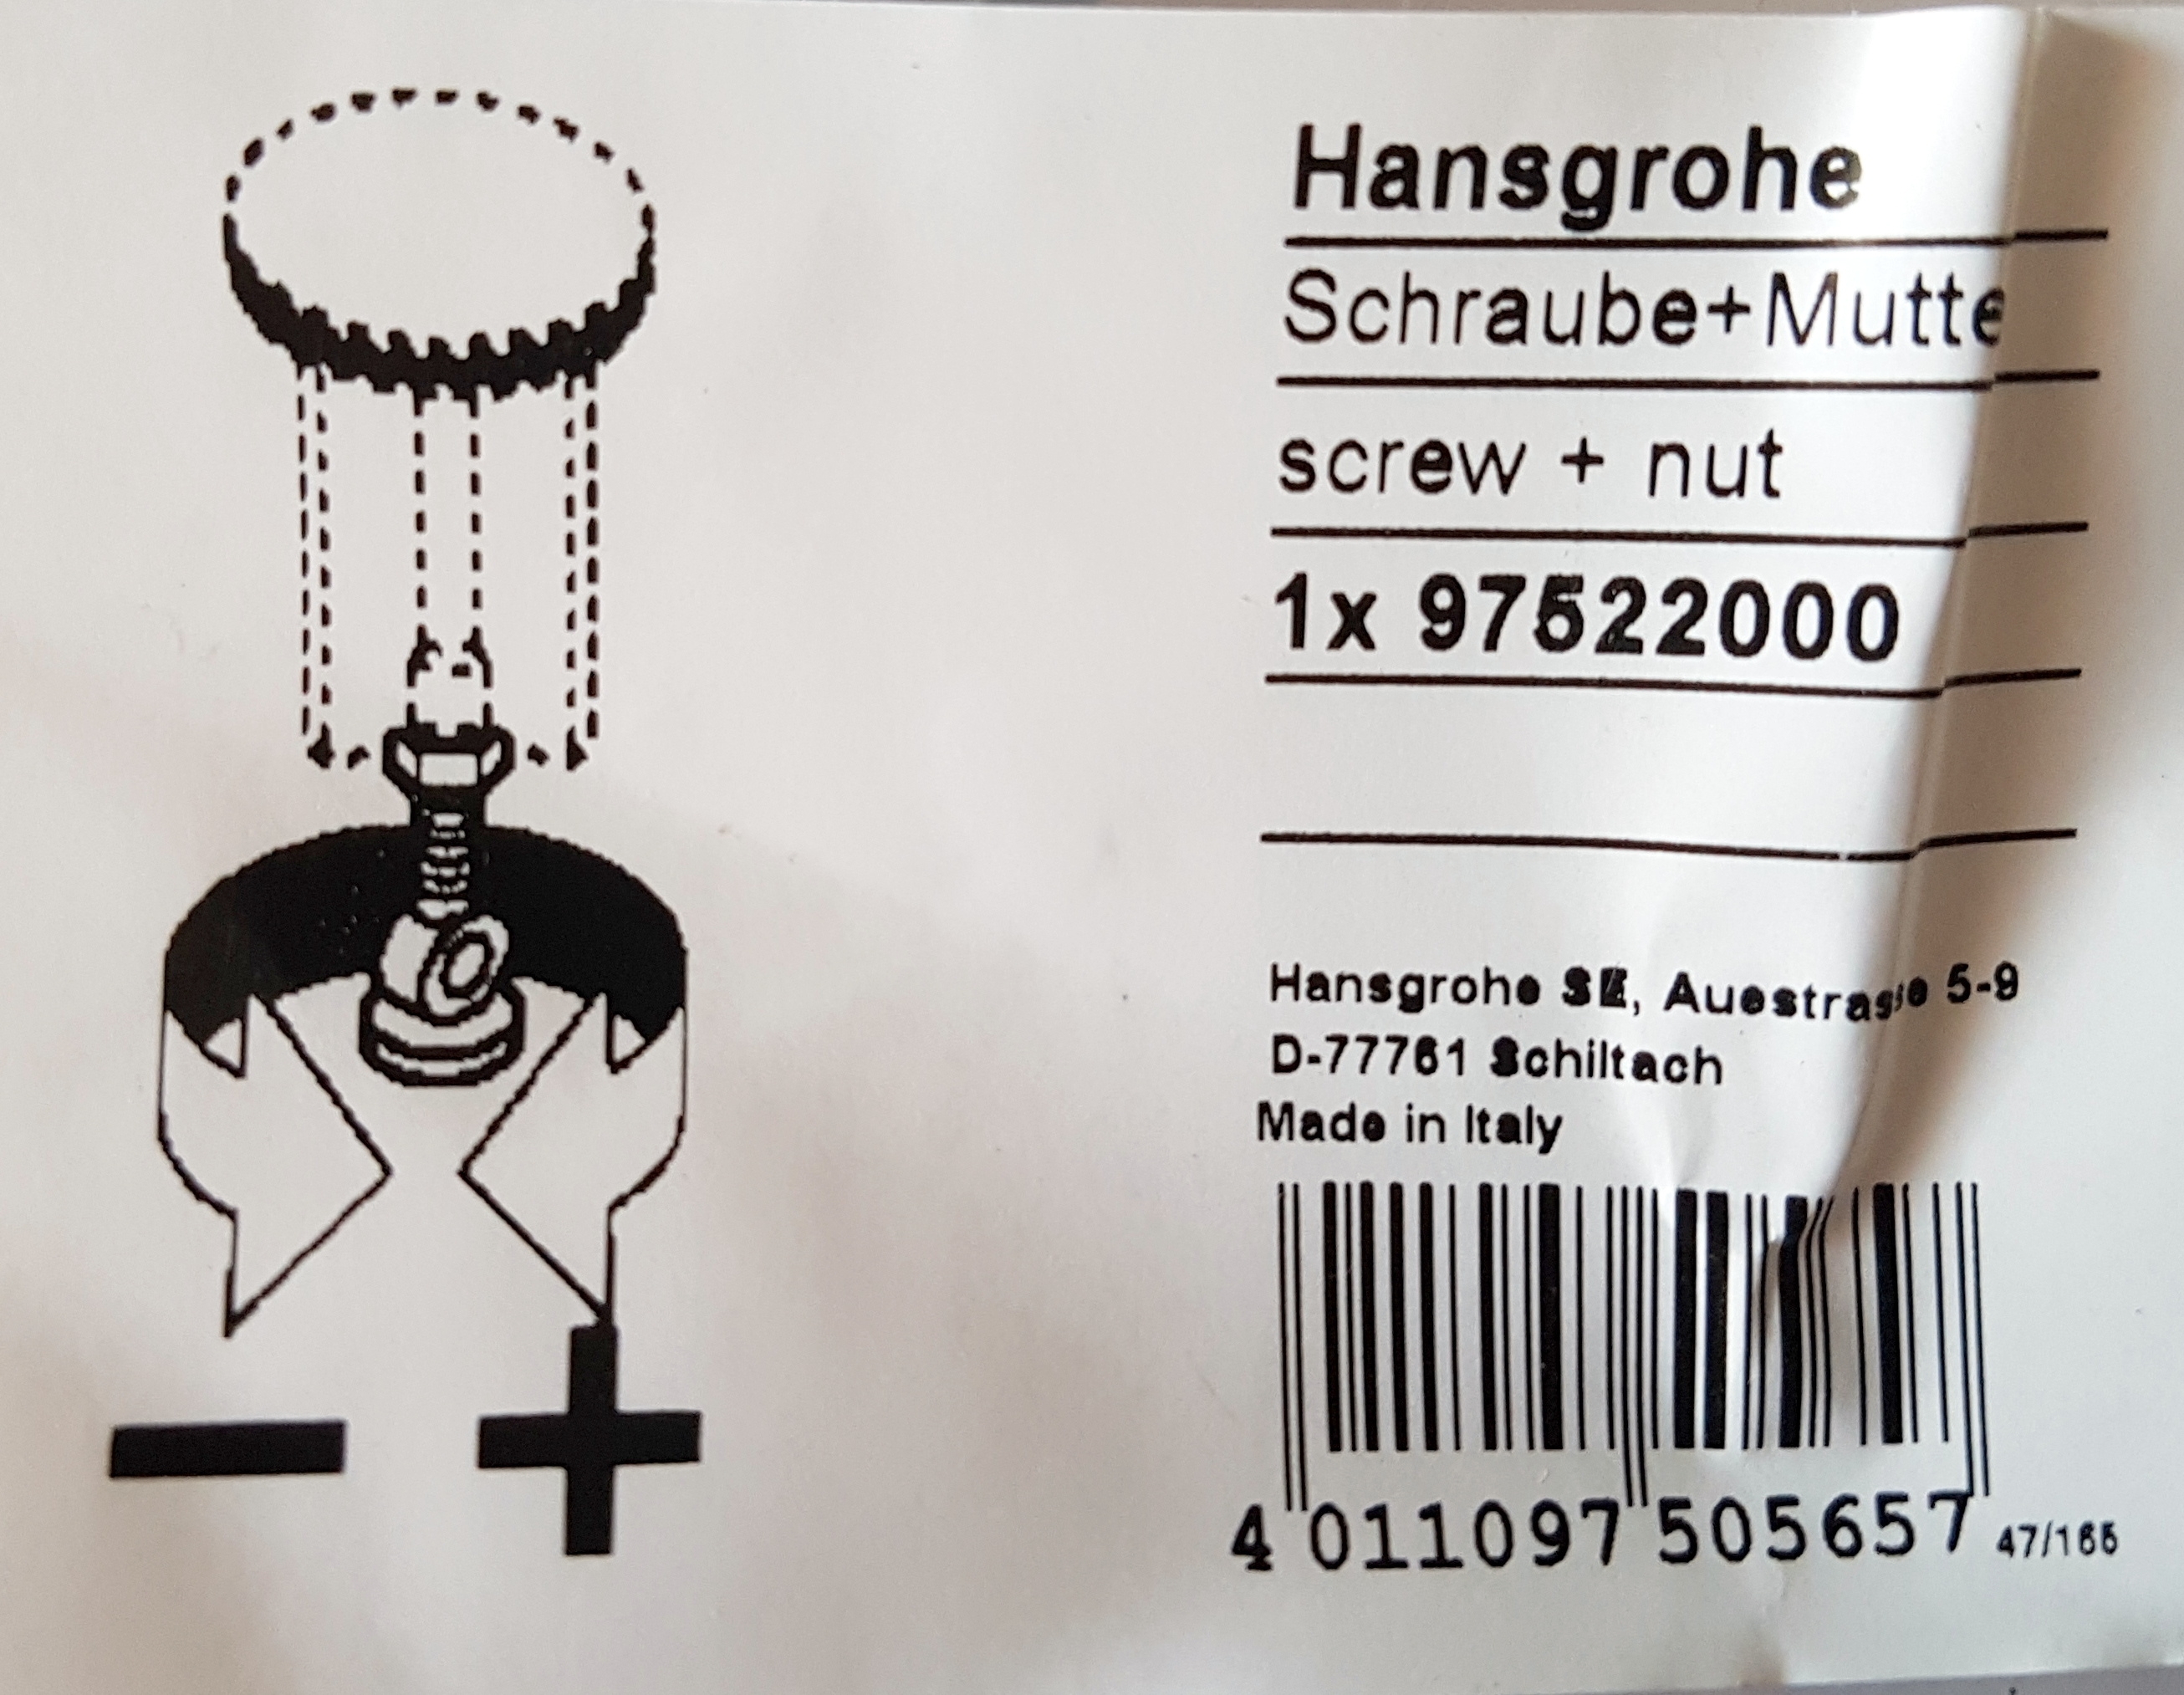 Hansgrohe
Schraube+Mutte
screw + nut
1x 97522000
Hansgrohe SE, Auestrasse 5-9
D-77761 Schiltach
Made in Italy
4 011097 505657 47/166